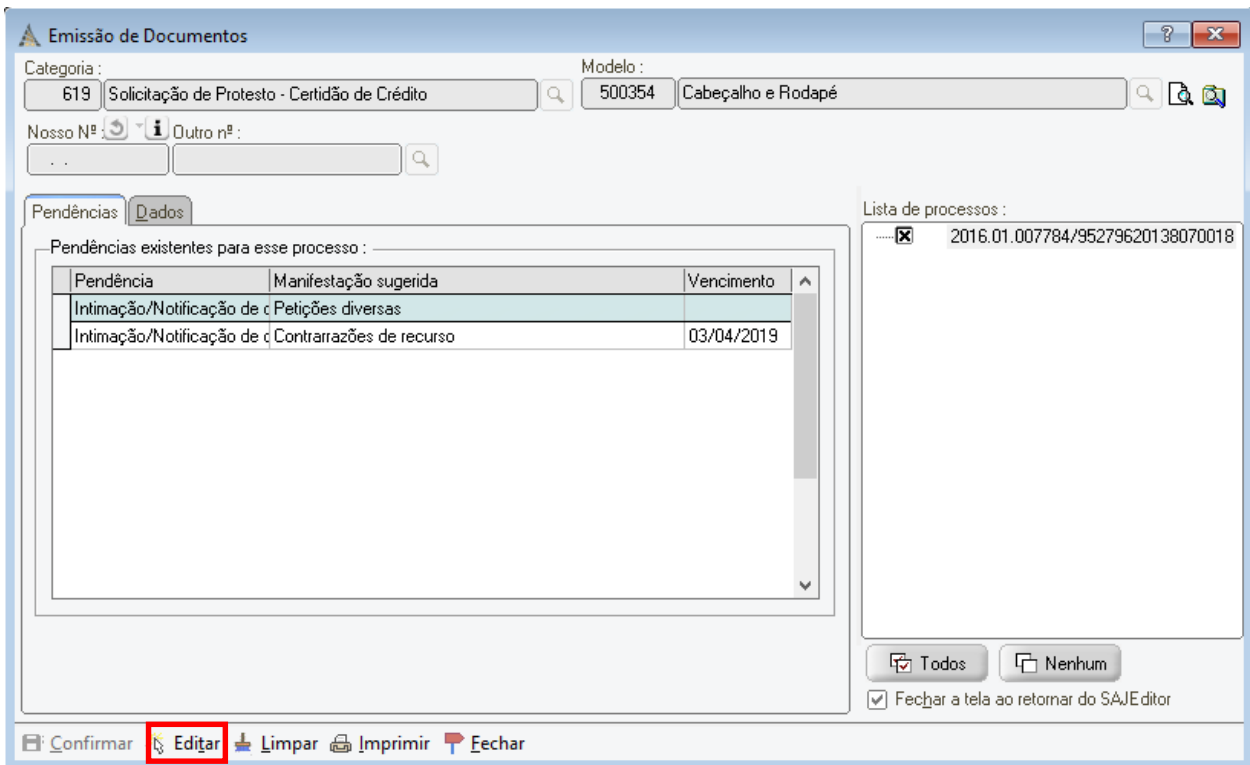 Emissão de Documentos
Categoria : Modelo :
619 Solicitação de Protesto - Certidão de Crédito 500354 Cabeçalho e Rodapé
Nosso Nº : Outro nº :
. .
Pendências Dados Lista de processos :
2016.01.007784/95279620138070018
Pendências existentes para esse processo :
Pendência Manifestação sugerida Vencimento
Intimação/Notificação de Petições diversas
Intimação/Notificação de Contrarrazões de recurso 03/04/2019
Todos Nenhum
Fechar a tela ao retornar do SAJEditor
Confirmar Editar Limpar Imprimir Fechar